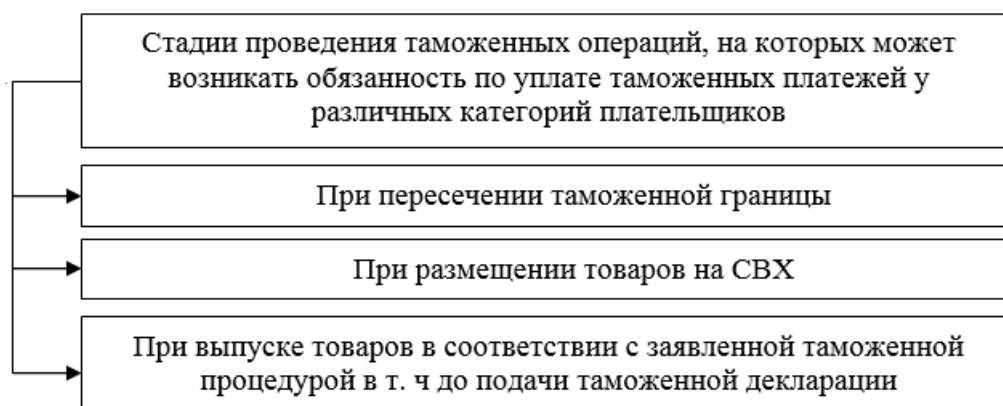 Стадии проведения таможенных операций, на которых может
возникать обязанность по уплате таможенных платежей у
различных категорий плательщиков
При пересечении таможенной границы
При размещении товаров на СВХ
При выпуске товаров в соответствии с заявленной таможенной
процедурой в т. ч до подачи таможенной декларации